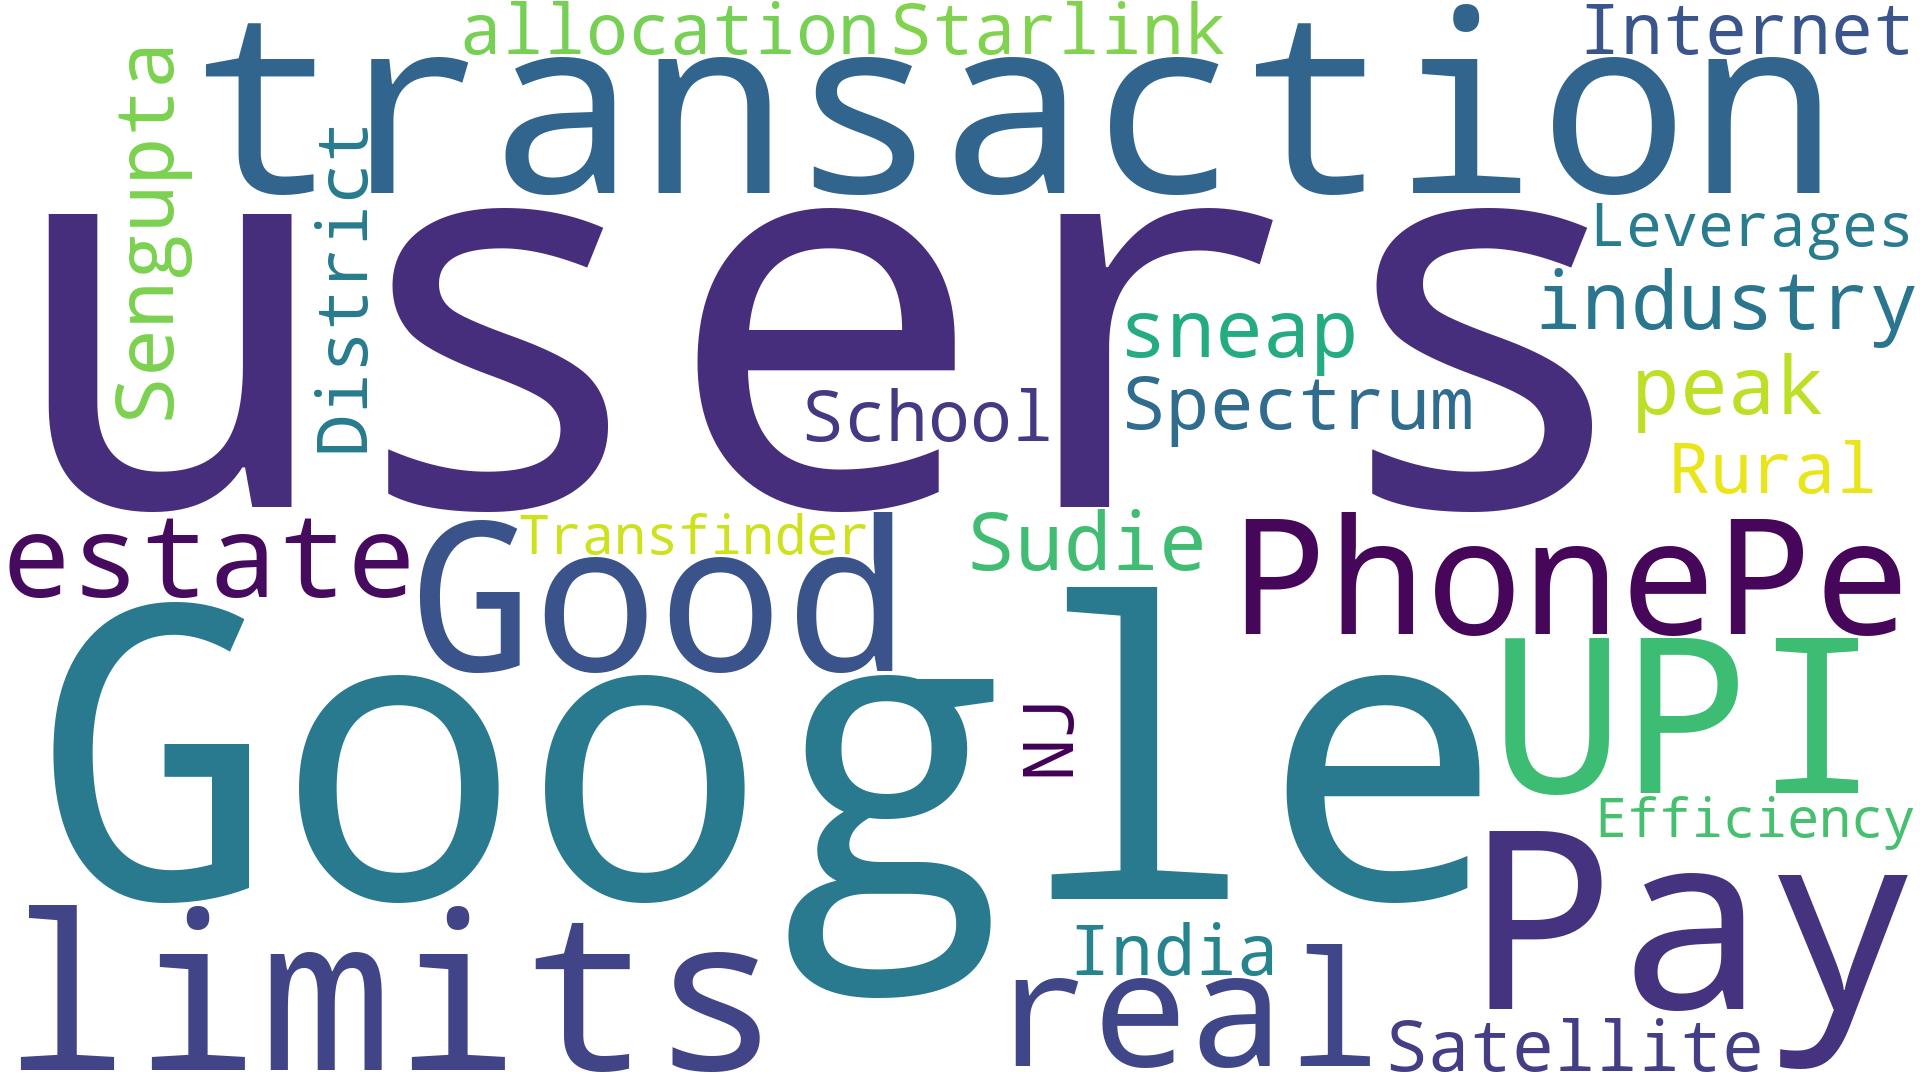 allocation
Starlink
Internet
transaction
Sengupta
District
users
Leverages
industry
sneap
School
Spectrum
peak
Rural
estate
Good
Transfinder
Sudie
PhonePe
Google
NJ
UPI
Efficiency
Pay
limits
India
real
Satellite